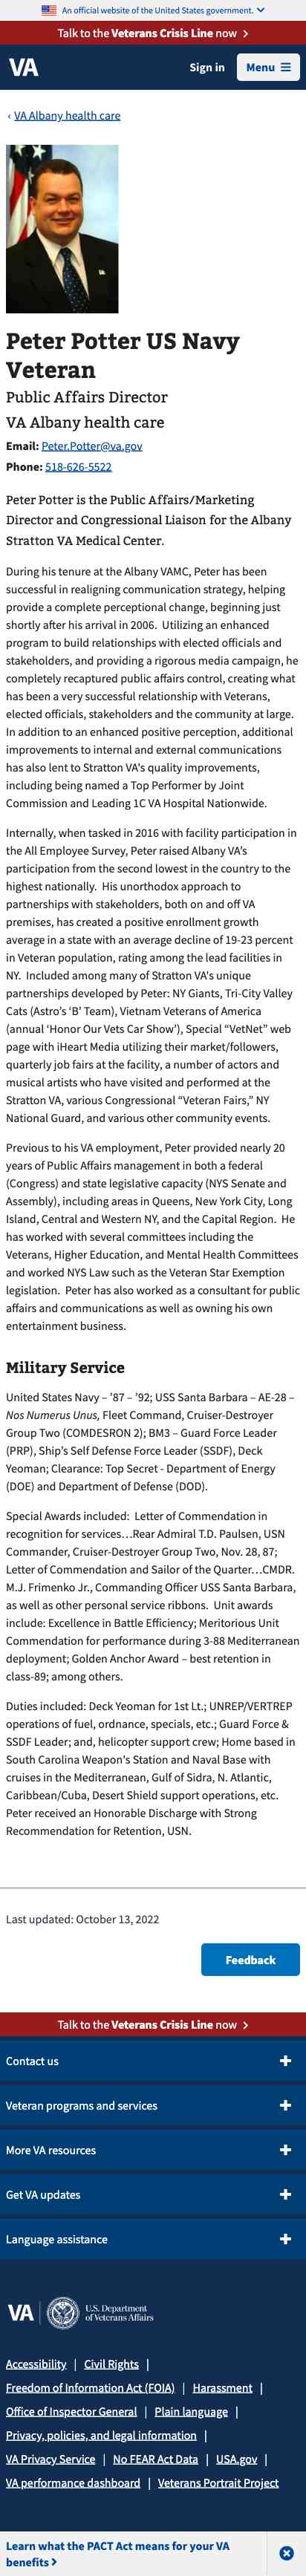 An official website of the United States government.
Talk to the Veterans Crisis Line now
VA
Sign in
Menu
VA Albany health care
Peter Potter US Navy
Veteran
Public Affairs Director
VA Albany health care
Email: Peter.Potter@va.gov
Phone: 518-626-5522
Peter Potter is the Public Affairs/Marketing
Director and Congressional Liaison for the Albany
Stratton VA Medical Center.
During his tenure at the Albany VAMC, Peter has been
successful in realigning communication strategy, helping
provide a complete perceptional change, beginning just
shortly after his arrival in 2006.  Utilizing an enhanced
program to build relationships with elected officials and
stakeholders, and providing a rigorous media campaign, he
completely recaptured public affairs control, creating what
has been a very successful relationship with Veterans,
elected officials, stakeholders and the community at large.
In addition to an enhanced positive perception, additional
improvements to internal and external communications
has also lent to Stratton VA's quality improvements,
including being named a Top Performer by Joint
Commission and Leading 1C VA Hospital Nationwide.
Internally, when tasked in 2016 with facility participation in
the All Employee Survey, Peter raised Albany VA’s
participation from the second lowest in the country to the
highest nationally.  His unorthodox approach to
partnerships with stakeholders, both on and off VA
premises, has created a positive enrollment growth
average in a state with an average decline of 19-23 percent
in Veteran population, rating among the lead facilities in
NY.  Included among many of Stratton VA's unique
partnerships developed by Peter: NY Giants, Tri-City Valley
Cats (Astro’s ‘B’ Team), Vietnam Veterans of America
(annual ‘Honor Our Vets Car Show’), Special “VetNet” web
page with iHeart Media utilizing their market/followers,
quarterly job fairs at the facility, a number of actors and
musical artists who have visited and performed at the
Stratton VA, various Congressional “Veteran Fairs,” NY
National Guard, and various other community events.
Previous to his VA employment, Peter provided nearly 20
years of Public Affairs management in both a federal
(Congress) and state legislative capacity (NYS Senate and
Assembly), including areas in Queens, New York City, Long
Island, Central and Western NY, and the Capital Region.  He
has worked with several committees including the
Veterans, Higher Education, and Mental Health Committees
and worked NYS Law such as the Veteran Star Exemption
legislation.  Peter has also worked as a consultant for public
affairs and communications as well as owning his own
entertainment business.
Military Service
United States Navy – ’87 – ’92; USS Santa Barbara – AE-28 –
Nos Numerus Unus, Fleet Command, Cruiser-Destroyer
Group Two (COMDESRON 2); BM3 – Guard Force Leader
(PRP), Ship’s Self Defense Force Leader (SSDF), Deck
Yeoman; Clearance: Top Secret - Department of Energy
(DOE) and Department of Defense (DOD).
Special Awards included:  Letter of Commendation in
recognition for services…Rear Admiral T.D. Paulsen, USN
Commander, Cruiser-Destroyer Group Two, Nov. 28, 87;
Letter of Commendation and Sailor of the Quarter…CMDR.
M.J. Frimenko Jr., Commanding Officer USS Santa Barbara,
as well as other personal service ribbons.  Unit awards
include: Excellence in Battle Efficiency; Meritorious Unit
Commendation for performance during 3-88 Mediterranean
deployment; Golden Anchor Award – best retention in
class-89; among others.
Duties included: Deck Yeoman for 1st Lt.; UNREP/VERTREP
operations of fuel, ordnance, specials, etc.; Guard Force &
SSDF Leader; and, helicopter support crew; Home based in
South Carolina Weapon's Station and Naval Base with
cruises in the Mediterranean, Gulf of Sidra, N. Atlantic,
Caribbean/Cuba, Desert Shield support operations, etc.
Peter received an Honorable Discharge with Strong
Recommendation for Retention, USN.
Last updated: October 13, 2022
Feedback
Talk to the Veterans Crisis Line now
Contact us
Veteran programs and services
More VA resources
Get VA updates
Language assistance
VA
U.S. Department
of Veterans Affairs
Accessibility | Civil Rights |
Freedom of Information Act (FOIA) | Harassment |
Office of Inspector General | Plain language |
Privacy, policies, and legal information |
VA Privacy Service | No FEAR Act Data | USA.gov |
VA performance dashboard | Veterans Portrait Project
Learn what the PACT Act means for your VA
benefits